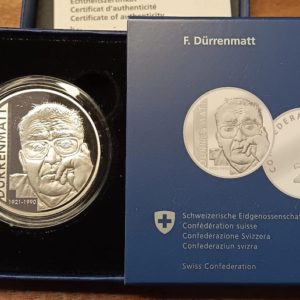 Echtheitszertifikat
Certificat d'authenticité
Certificate of authenticity
DÜRRENMATT
1921-1990
F. Dürrenmatt
CONFOEDERA
Schweizerische Eidgenossenschaft
Confédération suisse
Confederazione Svizzera
Confederaziun svizra
Swiss Confederation